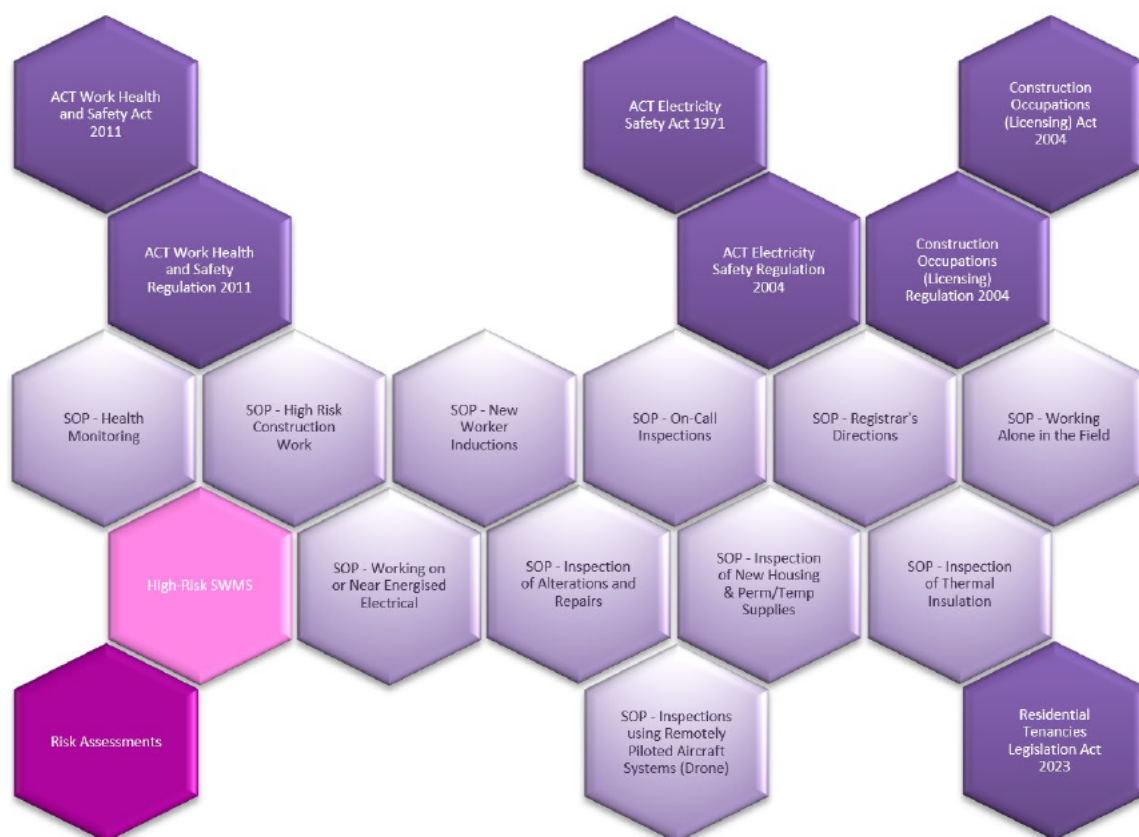 ACT Work Health
and Safety Act
2011
ACT Electricity
Safety Act 1971
Construction
Occupations
(Licensing) Act
2004
ACT Work Health
and Safety
Regulation 2011
ACT Electricity
Safety Regulation
2004
Construction
Occupations
(Licensing)
Regulation 2004
SOP - Health
Monitoring
SOP - High Risk
Construction
Work
SOP - New
Worker
Inductions
SOP - On-Call
Inspections
SOP - Registrar's
Directions
SOP - Working
Alone in the Field
High-Risk SWMS
SOP - Working on
or Near Energised
Electrical
SOP - Inspection
of Alterations and
Repairs
SOP - Inspection
of New Housing
& Perm/Temp
Supplies
SOP - Inspection
of Thermal
Insulation
Risk Assessments
SOP - Inspections
using Remotely
Piloted Aircraft
Systems (Drone)
Residential
Tenancies
Legislation Act
2023